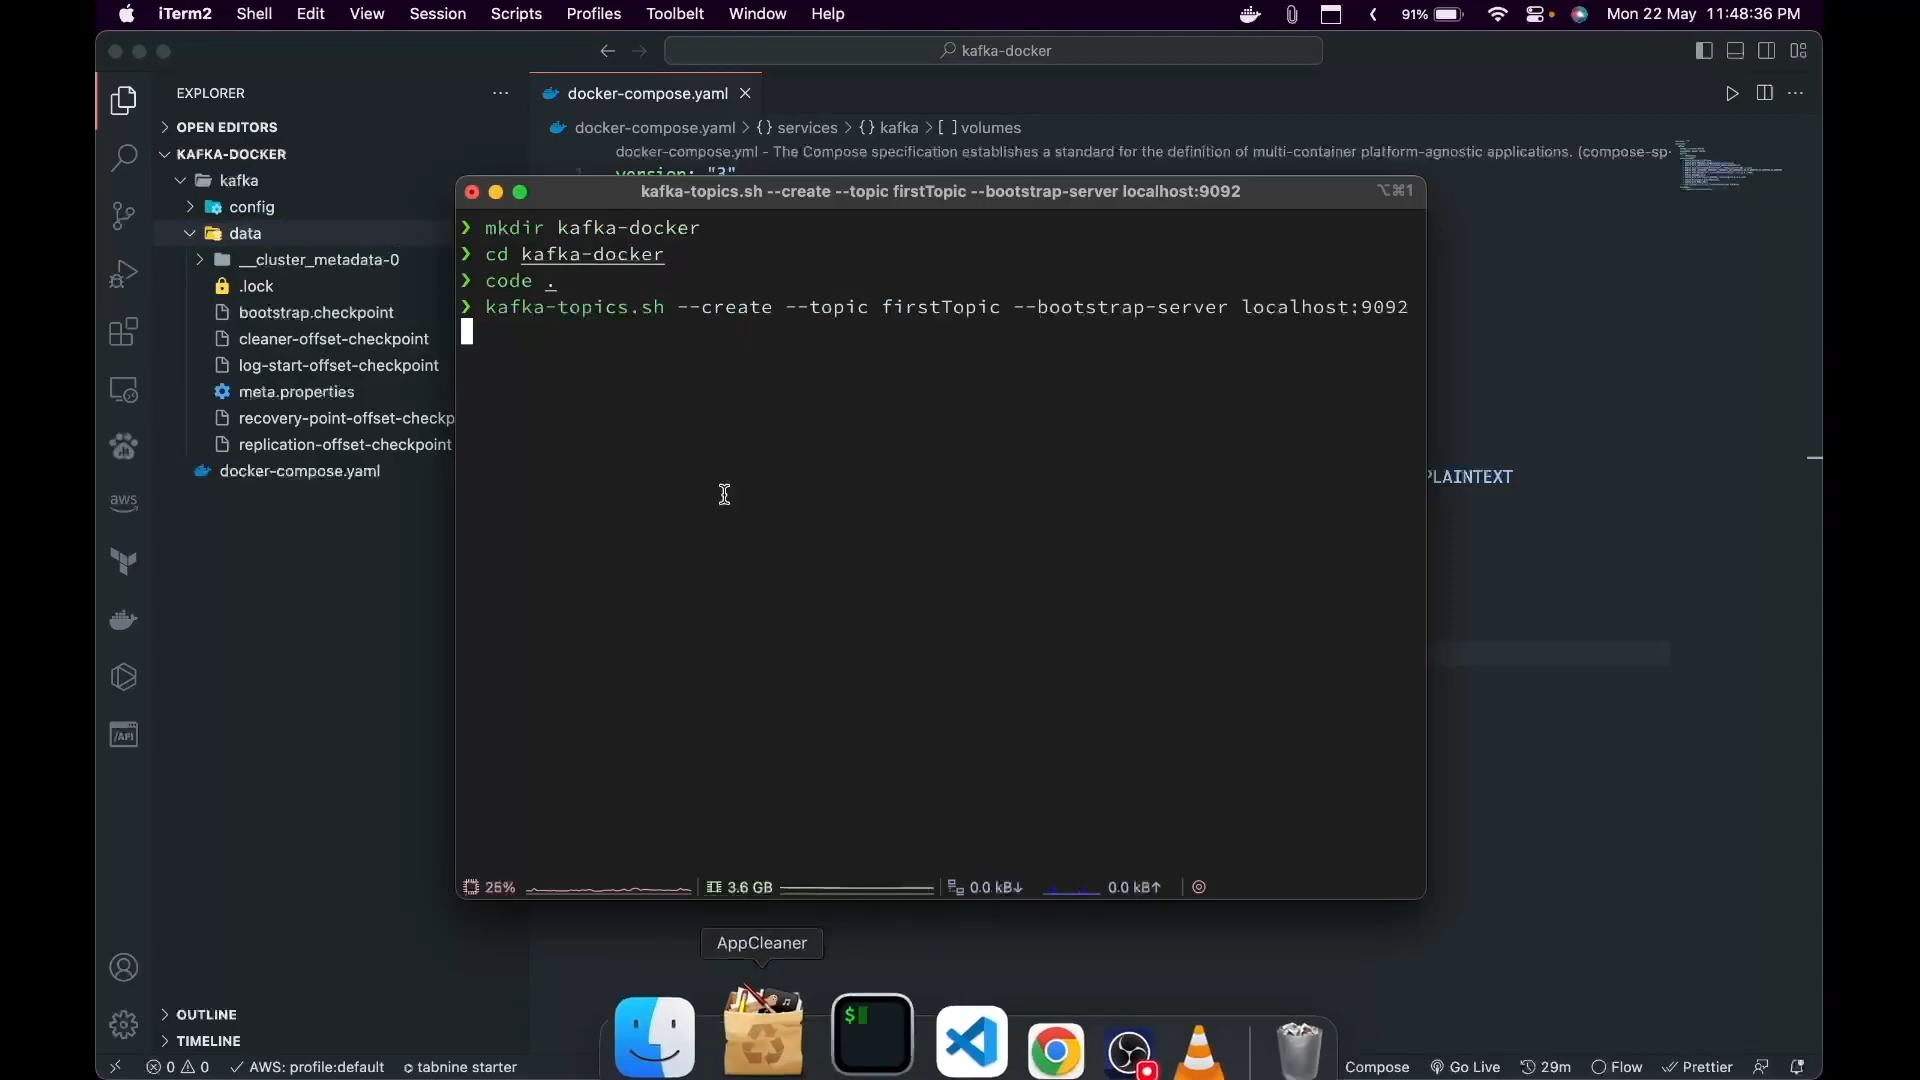 iTerm2 Shell Edit View Session Scripts Profiles Toolbelt Window Help 91% Mon 22 May 11:48:36 PM
kafka-docker
EXPLORER
docker-compose.yaml
OPEN EDITORS
docker-compose.yaml > {} services > {} kafka > [ ] volumes
KAFKA-DOCKER
docker-compose.yml - The Compose specification establishes a standard for the definition of multi-container platform-agnostic applications. (compose-sp
version: "3"
kafka
config
data
__cluster_metadata-0
.lock
bootstrap.checkpoint
cleaner-offset-checkpoint
log-start-offset-checkpoint
meta.properties
recovery-point-offset-checkp
replication-offset-checkpoint
docker-compose.yaml
kafka-topics.sh --create --topic firstTopic --bootstrap-server localhost:9092 ⌥⌘1
❯ mkdir kafka-docker
❯ cd kafka-docker
❯ code .
❯ kafka-topics.sh --create --topic firstTopic --bootstrap-server localhost:9092
PLAINTEXT
aws
/API
25% 3.6 GB 0.0 kB↓ 0.0 kB↑
AppCleaner
$
OUTLINE
TIMELINE
0 0 AWS: profile:default tabnine starter Compose Go Live 29m Flow Prettier